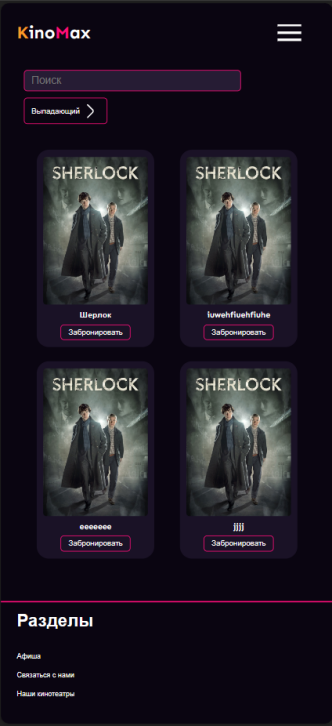 KinoMax
Поиск
Выпадающий
SHERLOCK
SHERLOCK
Шерлок
iuwehfiuehfiuhe
Забронировать
Забронировать
SHERLOCK
SHERLOCK
eeeeeee
jjjj
Забронировать
Забронировать
Разделы
Афиша
Связаться с нами
Наши кинотеатры